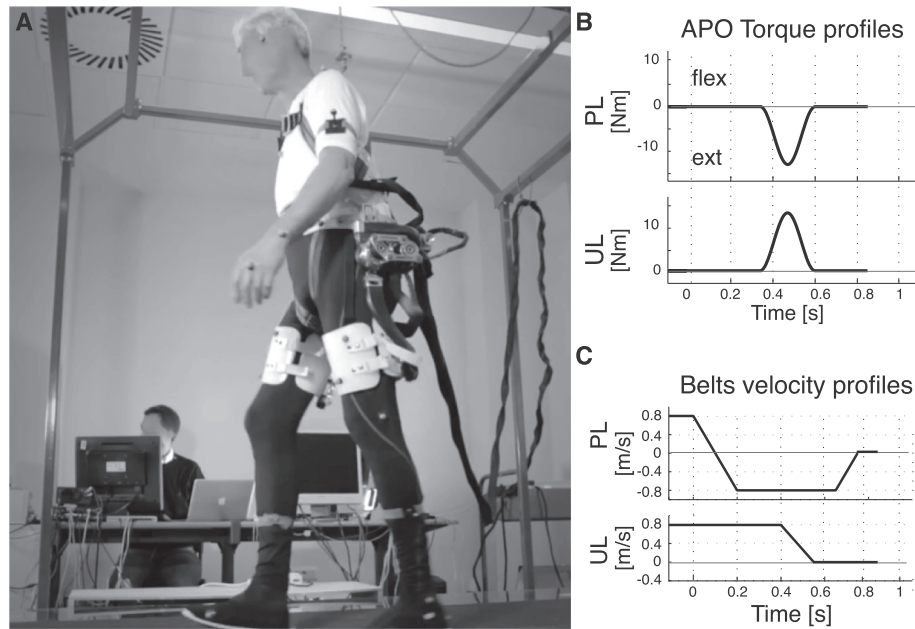 A
B
APO Torque profiles
10
flex
0
PL
[Nm]
-10
ext
10
UL
[Nm]
0
0 0.2 0.4 0.6 0.8 1
Time [s]
C
Belts velocity profiles
0.8
0.4
PL
[m/s]
0
-0.4
-0.8
0.8
UL
[m/s]
0.4
0
-0.4
0 0.2 0.4 0.6 0.8 1
Time [s]